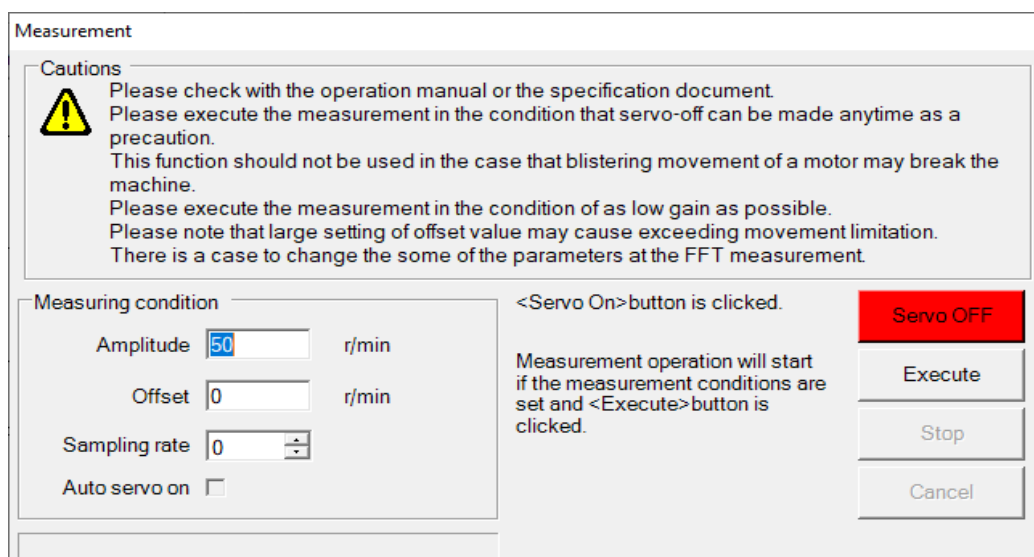 Measurement
Cautions
Please check with the operation manual or the specification document.
Please execute the measurement in the condition that servo-off can be made anytime as a
precaution.
This function should not be used in the case that blistering movement of a motor may break the
machine.
Please execute the measurement in the condition of as low gain as possible.
Please note that large setting of offset value may cause exceeding movement limitation.
There is a case to change the some of the parameters at the FFT measurement.
Measuring condition
Amplitude 50 r/min
Offset 0 r/min
Sampling rate 0
Auto servo on
<Servo On>button is clicked.
Measurement operation will start
if the measurement conditions are
set and <Execute>button is
clicked.
Servo OFF
Execute
Stop
Cancel